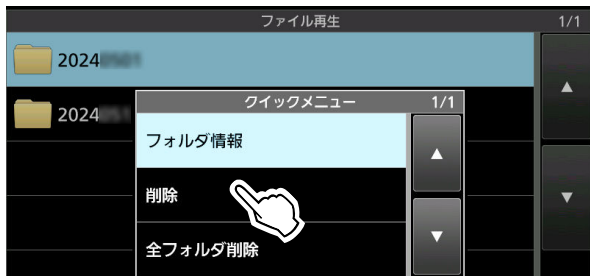 ファイル再生 1/1
2024
2024
クイックメニュー 1/1
フォルダ情報
削除
全フォルダ削除